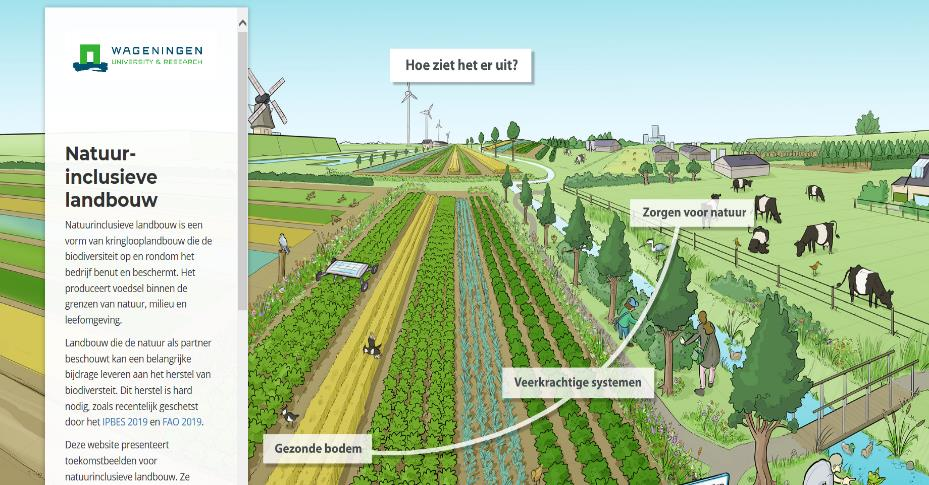 WAGENINGEN
UNIVERSITY & RESEARCH
Natuur-
inclusieve
landbouw
Natuurinclusieve landbouw is een
vorm van kringlooplandbouw die de
biodiversiteit op en rondom het
bedrijf benut en beschermt. Het
produceert voedsel binnen de
grenzen van natuur, milieu en
leefomgeving.
Landbouw die de natuur als partner
beschouwt kan een belangrijke
bijdrage leveren aan het herstel van
biodiversiteit. Dit herstel is hard
nodig, zoals recentelijk geschetst
door het IPBES 2019 en FAO 2019.
Deze website presenteert
toekomstbeelden voor
natuurinclusieve landbouw. Ze
Hoe ziet het er uit?
Zorgen voor natuur
Veerkrachtige systemen
Gezonde bodem